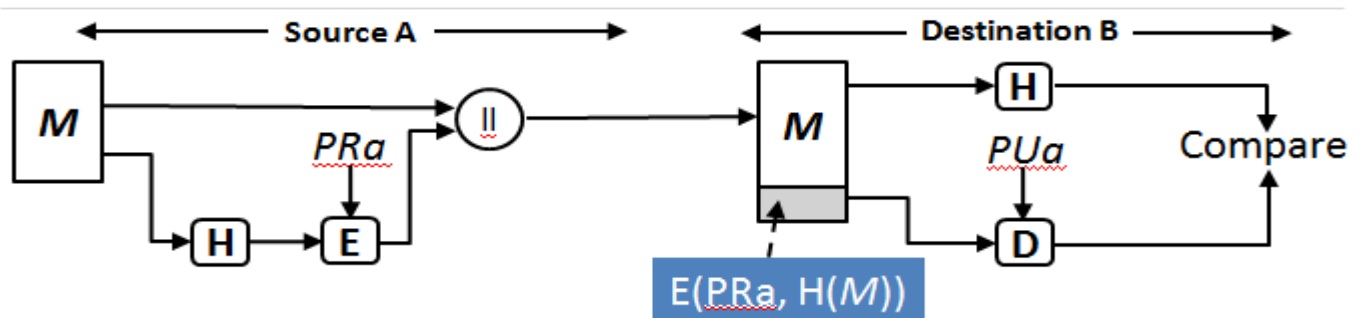 Source A
Destination B
M
PRa
||
H
E
M
H
PUa
Compare
D
E(PRa, H(M))